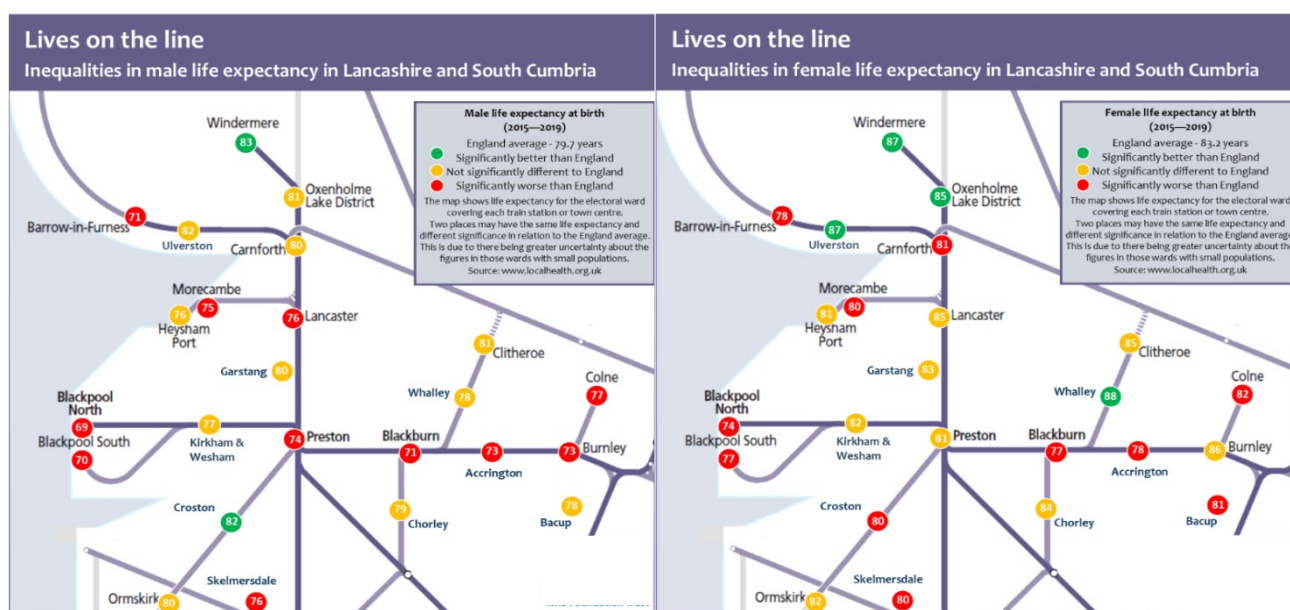 Lives on the line
Inequalities in male life expectancy in Lancashire and South Cumbria
Male life expectancy at birth
(2015—2019)
England average - 79.7 years
Significantly better than England
Not significantly different to England
Significantly worse than England
The map shows life expectancy for the electoral ward
covering each train station or town centre.
Two places may have the same life expectancy and
different significance in relation to the England average.
This is due to there being greater uncertainty about the
figures in those wards with small populations.
Source: www.localhealth.org.uk
Windermere
83
81
Oxenholme
Lake District
71
Barrow-in-Furness
82
Ulverston
Carnforth
80
Morecambe
75
76
Heysham
Port
76
Lancaster
81
Clitheroe
Garstang
80
Whalley
78
Colne
77
Blackpool
North
69
77
Kirkham &
Wesham
Blackpool South
70
74
Preston
Blackburn
71
73
Accrington
73
Burnley
Croston
82
79
Chorley
78
Bacup
Skelmersdale
76
Ormskirk
80
Lives on the line
Inequalities in female life expectancy in Lancashire and South Cumbria
Female life expectancy at birth
(2015—2019)
England average - 83.2 years
Significantly better than England
Not significantly different to England
Significantly worse than England
The map shows life expectancy for the electoral ward
covering each train station or town centre.
Two places may have the same life expectancy and
different significance in relation to the England average
This is due to there being greater uncertainty about the
figures in those wards with small populations.
Source: www.localhealth.org.uk
Windermere
87
85
Oxenholme
Lake District
78
Barrow-in-Furness
87
Ulverston
Carnforth
81
Morecambe
80
81
Heysham
Port
85
Lancaster
85
Clitheroe
Garstang
83
Whalley
88
Colne
82
Blackpool
North
74
82
Kirkham &
Wesham
Blackpool South
77
81
Preston
Blackburn
77
78
Accrington
86
Burnley
Croston
80
84
Chorley
81
Bacup
Skelmersdale
80
Ormskirk
82